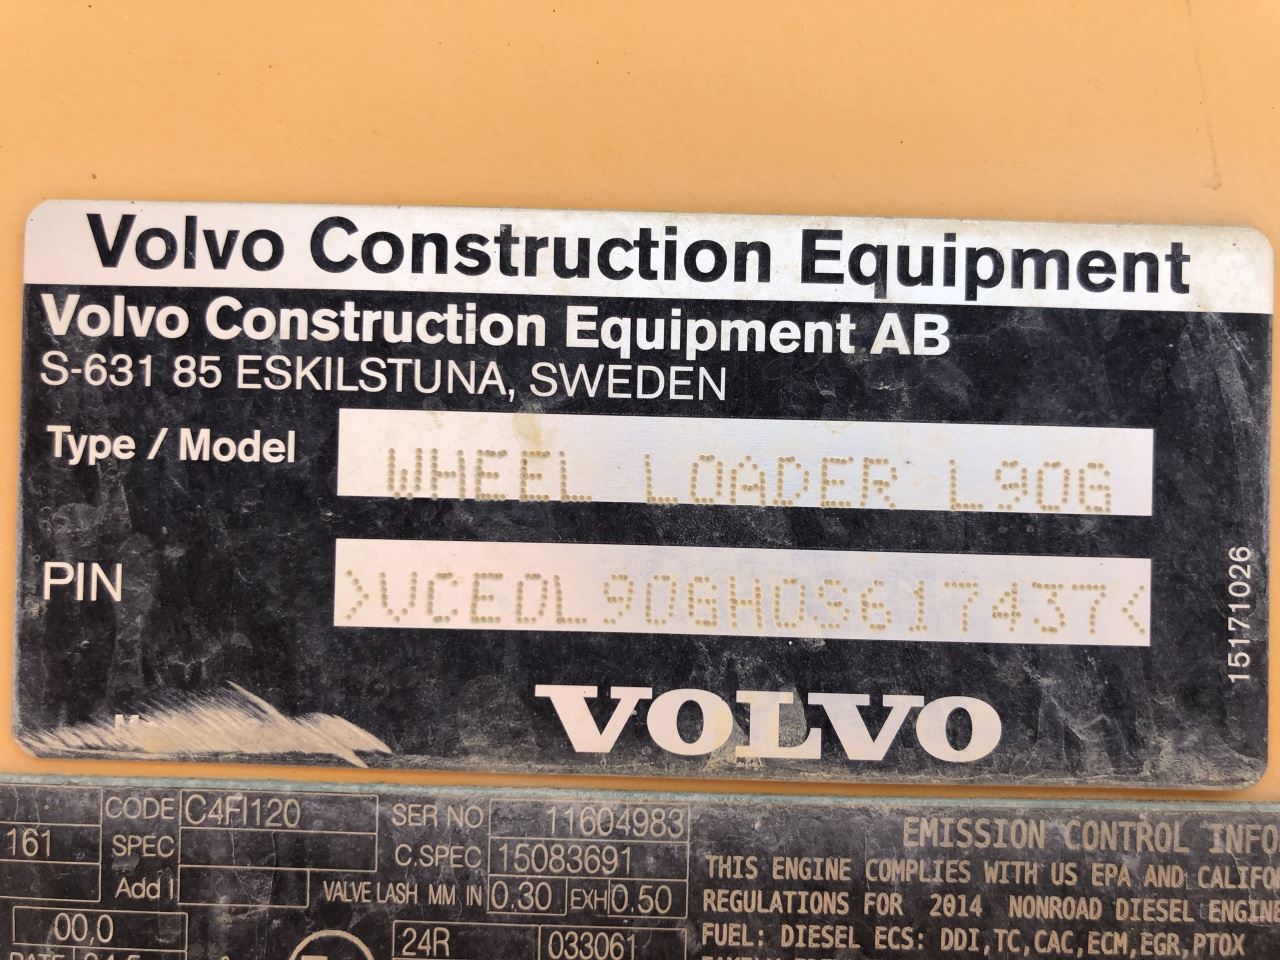 Volvo Construction Equipment
Volvo Construction Equipment AB
S-631 85 ESKILSTUNA, SWEDEN
Type / Model WHEEL LOADER L90G
PIN >VCE0L90GH0S617437<
15171026
VOLVO
161 CODE C4FI120 SER NO 11604983
SPEC C.SPEC 15083691
Add l VALVE LASH MM IN 0.30 EXH 0.50
00,0 24R 033061
EMISSION CONTROL INFO
THIS ENGINE COMPLIES WITH US EPA AND CALIFO
REGULATIONS FOR 2014 NONROAD DIESEL ENGINE
FUEL: DIESEL ECS: DDI,TC,CAC,ECM,EGR,PTOX